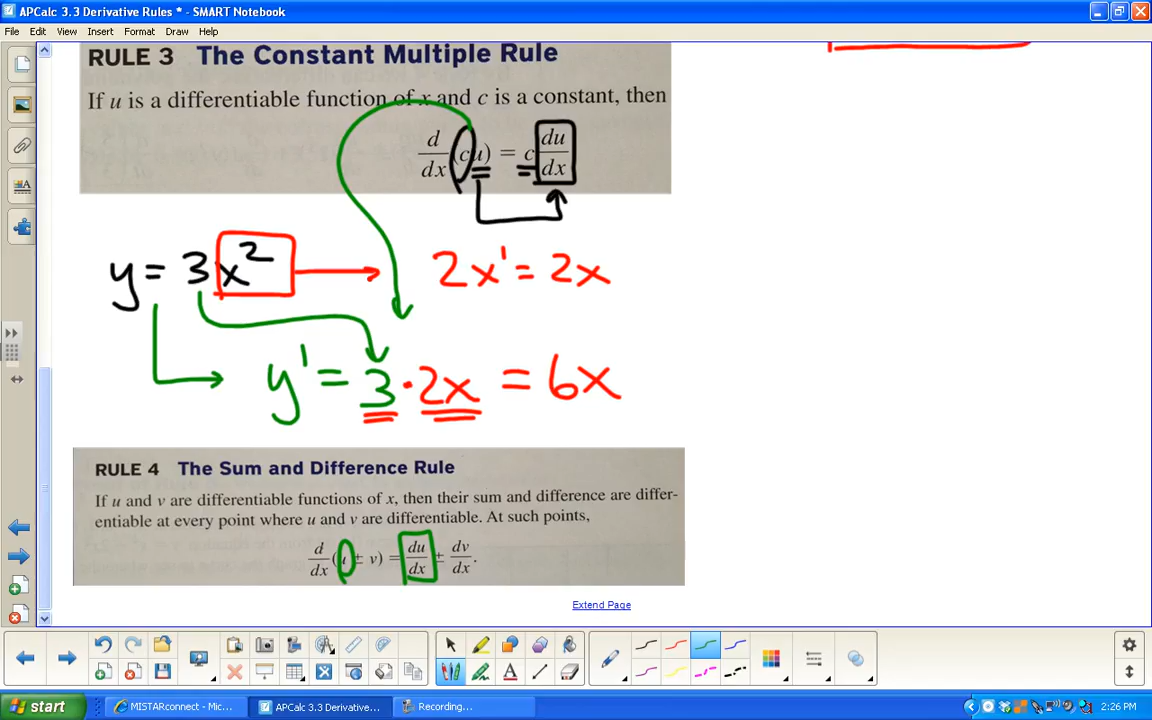 APCalc 3.3 Derivative Rules * - SMART Notebook
File Edit View Insert Format Draw Help
RULE 3 The Constant Multiple Rule
If u is a differentiable function of x and c is a constant, then
d/dx (cu) = c du/dx
y = 3x² 2x' = 2x
y' = 3 · 2x = 6x
RULE 4 The Sum and Difference Rule
If u and v are differentiable functions of x, then their sum and difference are differ-
entiable at every point where u and v are differentiable. At such points,
d/dx (u ± v) = du/dx ± dv/dx.
Extend Page
start MISTARconnect - Mic... APCalc 3.3 Derivative... Recording... 2:26 PM